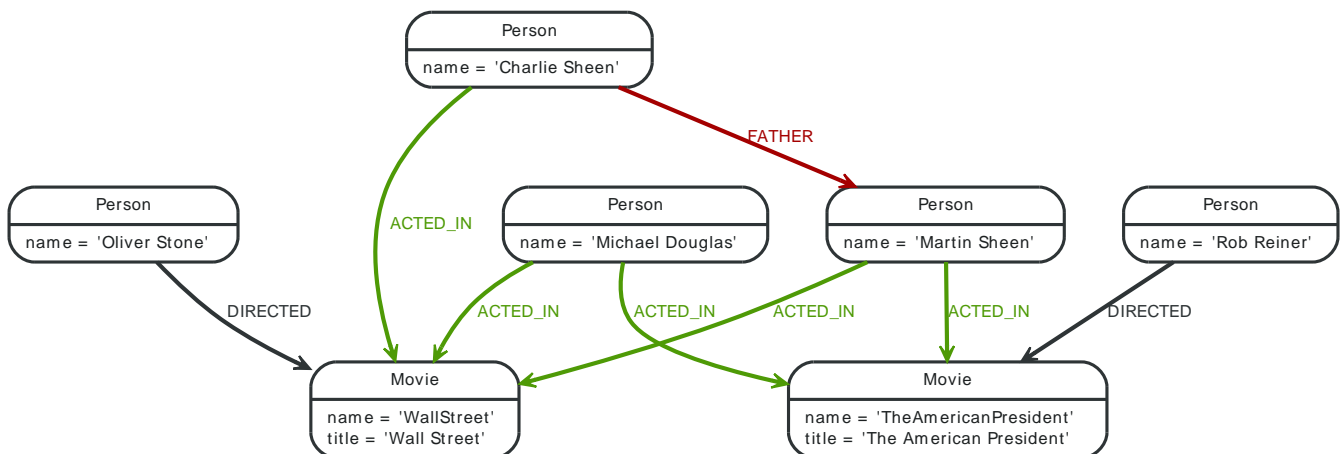 Person
name = 'Charlie Sheen'
FATHER
Person
name = 'Oliver Stone'
Person
name = 'Michael Douglas'
Person
name = 'Martin Sheen'
Person
name = 'Rob Reiner'
ACTED_IN
DIRECTED
ACTED_IN
ACTED_IN
ACTED_IN
ACTED_IN
DIRECTED
Movie
name = 'WallStreet'
title = 'Wall Street'
Movie
name = 'TheAmericanPresident'
title = 'The American President'